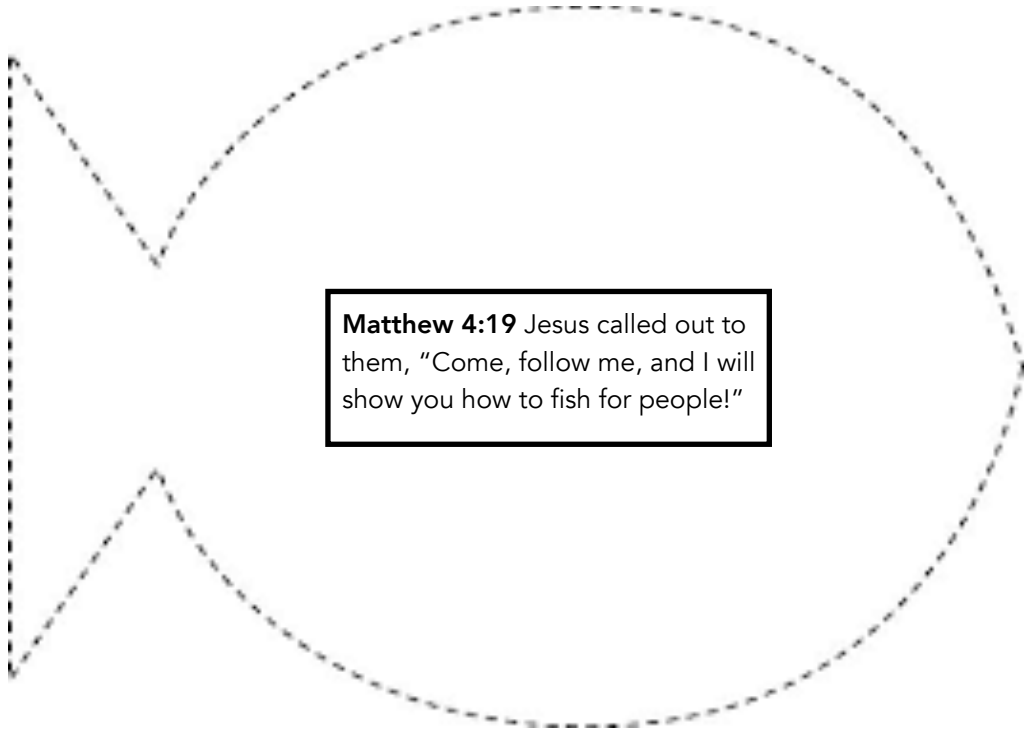 Matthew 4:19 Jesus called out to
them, “Come, follow me, and I will
show you how to fish for people!”